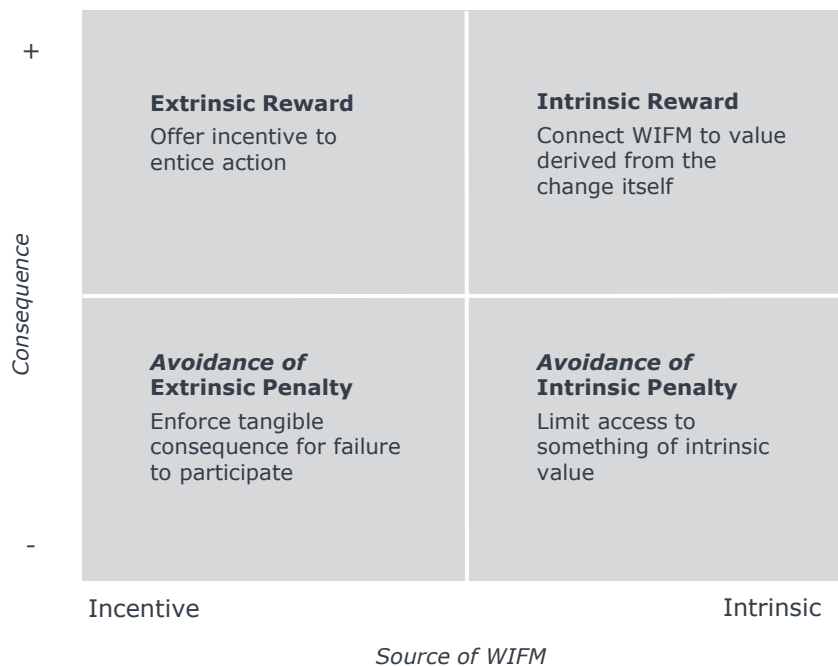 +
Extrinsic Reward
Offer incentive to
entice action
Intrinsic Reward
Connect WIFM to value
derived from the
change itself
Consequence
Avoidance of
Extrinsic Penalty
Enforce tangible
consequence for failure
to participate
Avoidance of
Intrinsic Penalty
Limit access to
something of intrinsic
value
-
Incentive
Intrinsic
Source of WIFM